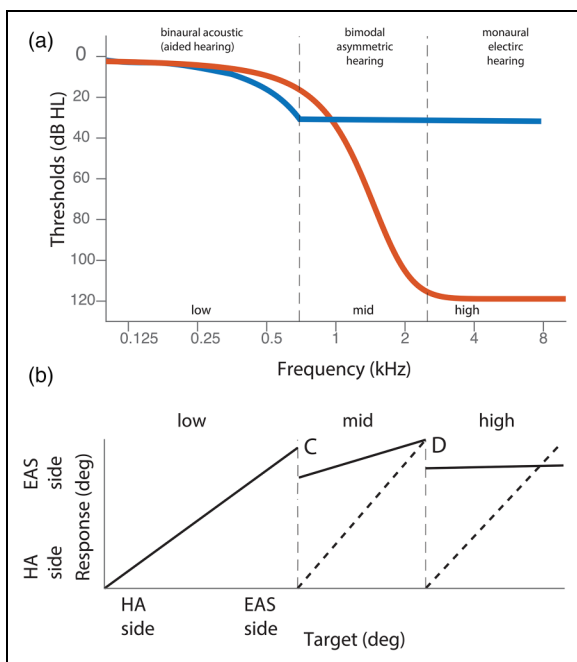 (a)
binaural acoustic
(aided hearing)
bimodal
asymmetric
hearing
monaural
electirc
hearing
Thresholds (dB HL)
0
20
40
60
80
100
120
low
mid
high
0.125
0.25
0.5
1
2
4
8
Frequency (kHz)
(b)
low
mid
high
C
D
EAS
side
HA
side
Response (deg)
HA
side
EAS
side
Target (deg)